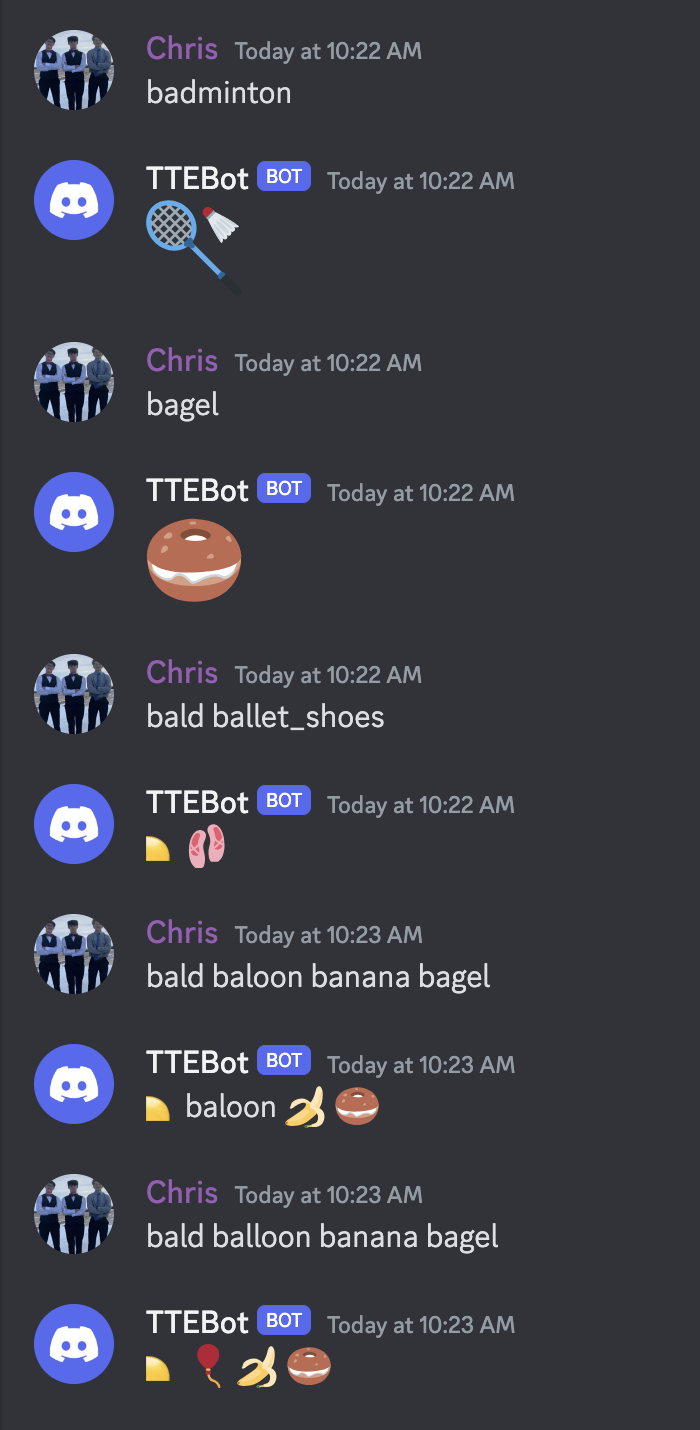 Chris Today at 10:22 AM
badminton
TTEBot BOT Today at 10:22 AM
Chris Today at 10:22 AM
bagel
TTEBot BOT Today at 10:22 AM
Chris Today at 10:22 AM
bald ballet_shoes
TTEBot BOT Today at 10:22 AM
Chris Today at 10:23 AM
bald baloon banana bagel
TTEBot BOT Today at 10:23 AM
baloon
Chris Today at 10:23 AM
bald balloon banana bagel
TTEBot BOT Today at 10:23 AM